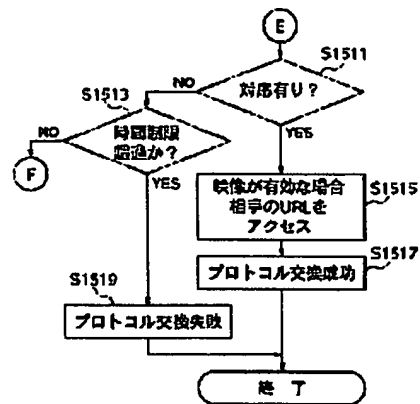 E
S1511
S1513
NO
対応有り？
NO
時間制限
超過か？
YES
F
YES
映像が有効な場合
相手のURLを
アクセス
S1515
S1517
プロトコル交換成功
S1519
プロトコル交換失敗
終 了